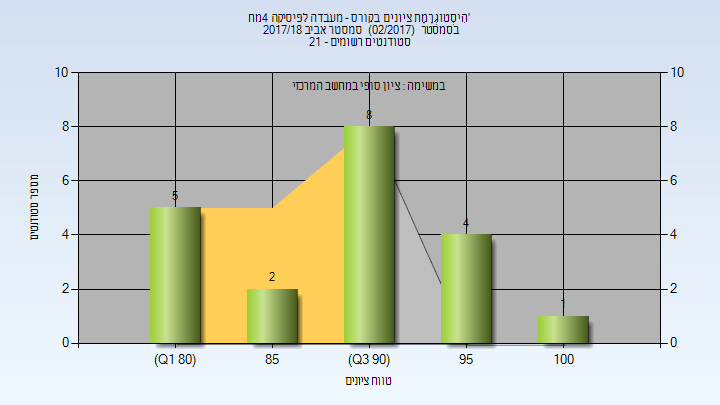 היסטוגרמת ציונים בקורס - מעבדה לפיסיקה 4מח'
בסמסטר (02/2017) סמסטר אביב 2017/18
סטודנטים רשומים - 21
במשימה : ציון סופי במחשב המרכזי
מספר סטודנטים
10 10
8 8
6 6
4 4
2 2
0 0
5 2 8 4 1
(Q1 80) 85 (Q3 90) 95 100
טווח ציונים